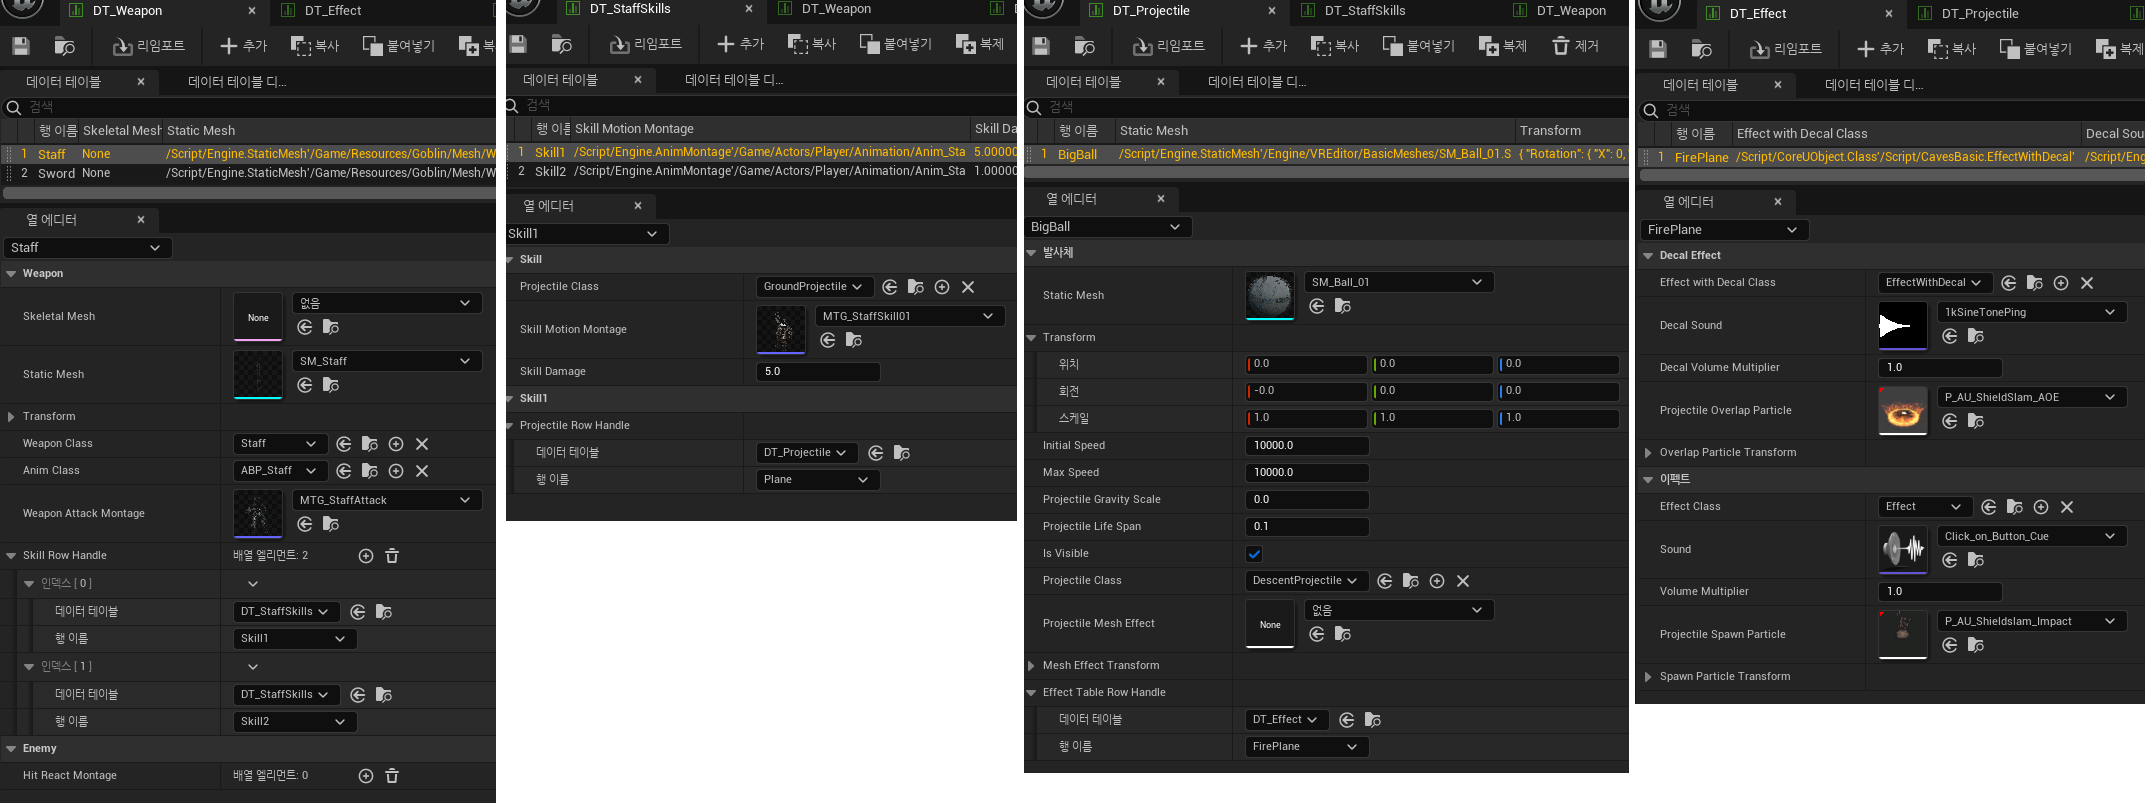 DT_Weapon
DT_Effect
리임포트
추가
복사
붙여넣기
복
데이터 테이블
데이터 테이블 디...
검색
행 이름
Skeletal Mesh
Static Mesh
1 Staff None /Script/Engine.StaticMesh'/Game/Resources/Goblin/Mesh/W
2 Sword None /Script/Engine.StaticMesh'/Game/Resources/Goblin/Mesh/W
열 에디터
Staff
Weapon
Skeletal Mesh
None
없음
Static Mesh
SM_Staff
Transform
Weapon Class
Staff
Anim Class
ABP_Staff
Weapon Attack Montage
MTG_StaffAttack
Skill Row Handle
배열 엘리먼트: 2
인덱스 [ 0 ]
데이터 테이블
DT_StaffSkills
행 이름
Skill1
인덱스 [ 1 ]
데이터 테이블
DT_StaffSkills
행 이름
Skill2
Enemy
Hit React Montage
배열 엘리먼트: 0
DT_StaffSkills
DT_Weapon
리임포트
추가
복사
붙여넣기
복제
데이터 테이블
데이터 테이블 디...
검색
행 이름
Skill Motion Montage
Skill Da
1 Skill1 /Script/Engine.AnimMontage'/Game/Actors/Player/Animation/Anim_Sta 5.00000
2 Skill2 /Script/Engine.AnimMontage'/Game/Actors/Player/Animation/Anim_Sta 1.00000
열 에디터
Skill1
Skill
Projectile Class
GroundProjectile
Skill Motion Montage
MTG_StaffSkill01
Skill Damage
5.0
Skill1
Projectile Row Handle
데이터 테이블
DT_Projectile
행 이름
Plane
DT_Projectile
DT_StaffSkills
DT_Weapon
리임포트
추가
복사
붙여넣기
복제
제거
데이터 테이블
데이터 테이블 디...
검색
행 이름
Static Mesh
Transform
1 BigBall /Script/Engine.StaticMesh'/Engine/VREditor/BasicMeshes/SM_Ball_01.S { "Rotation": { "X": 0,
열 에디터
BigBall
발사체
Static Mesh
SM_Ball_01
Transform
위치
0.0 0.0 0.0
회전
-0.0 0.0 0.0
스케일
1.0 1.0 1.0
Initial Speed
10000.0
Max Speed
10000.0
Projectile Gravity Scale
0.0
Projectile Life Span
0.1
Is Visible
Projectile Class
DescentProjectile
Projectile Mesh Effect
None
없음
Mesh Effect Transform
Effect Table Row Handle
데이터 테이블
DT_Effect
행 이름
FirePlane
DT_Effect
DT_Projectile
리임포트
추가
복사
붙여넣기
복제
데이터 테이블
데이터 테이블 디...
검색
행 이름
Effect with Decal Class
Decal Sou
1 FirePlane /Script/CoreUObject.Class'/Script/CavesBasic.EffectWithDecal' /Script/En
열 에디터
FirePlane
Decal Effect
Effect with Decal Class
EffectWithDecal
Decal Sound
1kSineTonePing
Decal Volume Multiplier
1.0
Projectile Overlap Particle
P_AU_ShieldSlam_AOE
Overlap Particle Transform
이펙트
Effect Class
Effect
Sound
Click_on_Button_Cue
Volume Multiplier
1.0
Projectile Spawn Particle
P_AU_Shieldslam_Impact
Spawn Particle Transform